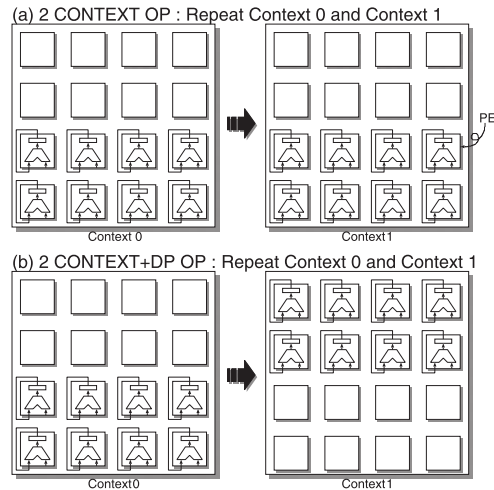 (a) 2 CONTEXT OP : Repeat Context 0 and Context 1
PE
Context 0
Context1
(b) 2 CONTEXT+DP OP : Repeat Context 0 and Context 1
Context0
Context1